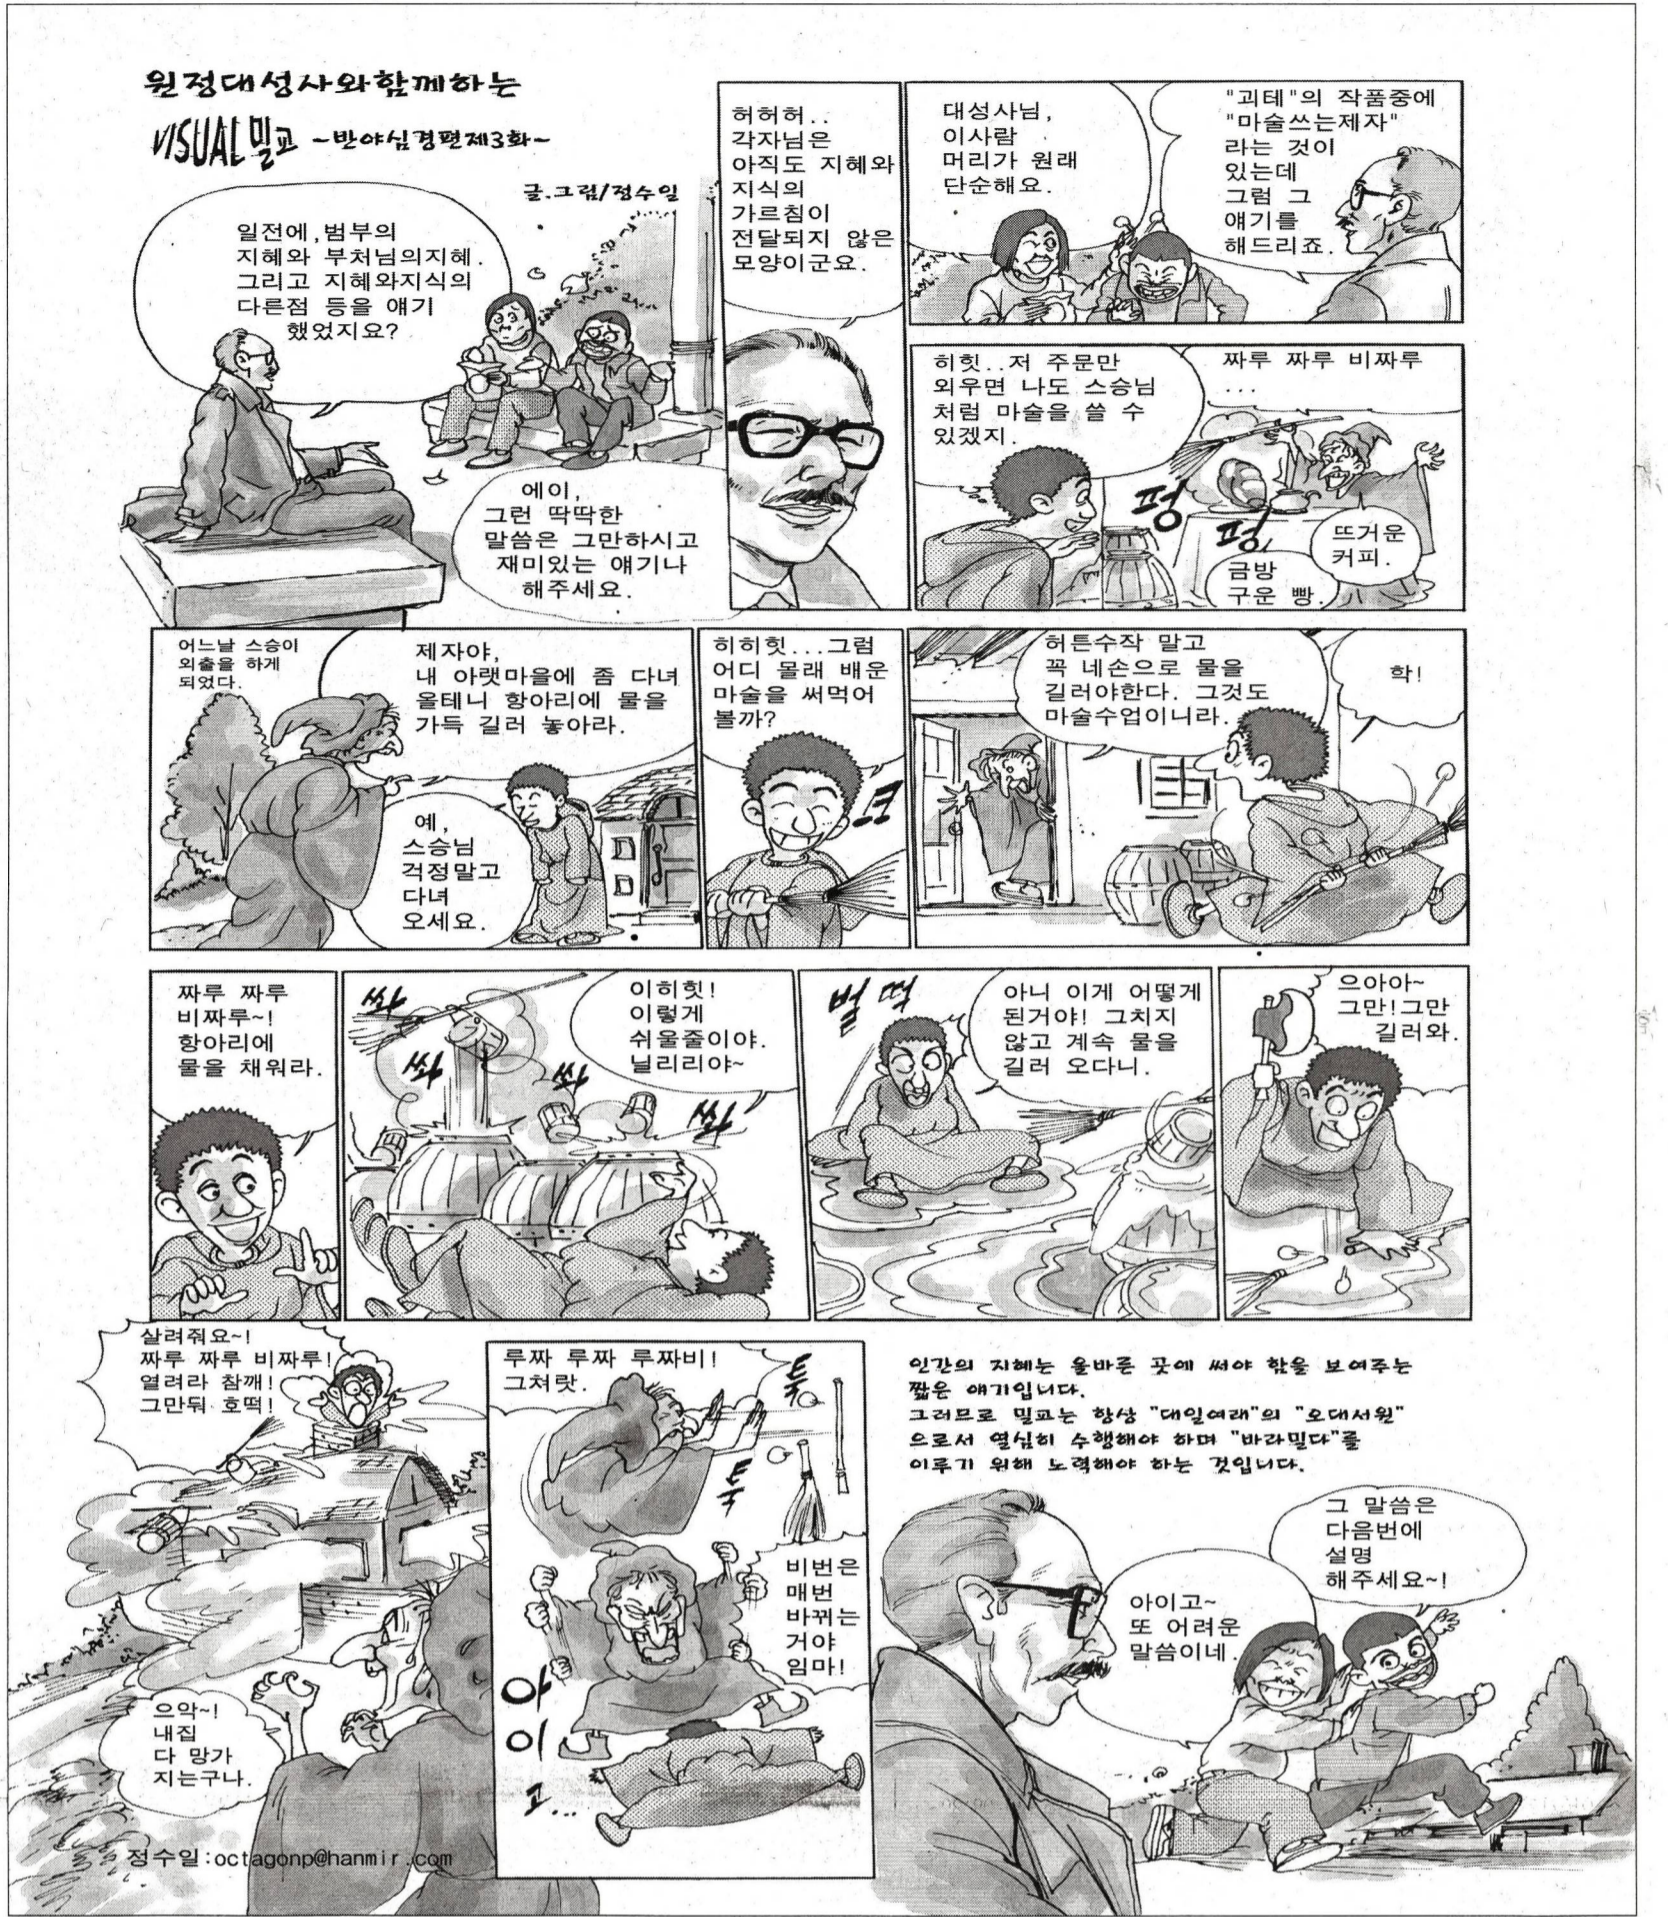 원정대성사와함께하는
VISUAL 밀교 ~반야심경편제3화~
글.그림/정수일
일전에,범부의
지혜와 부처님의지혜.
그리고 지혜와지식의
다른점 등을 얘기
했었지요?
에이,
그런 딱딱한
말씀은 그만하시고
재미있는 얘기나
해주세요.
허허허..
각자님은
아직도 지혜와
지식의
가르침이
전달되지 않은
모양이군요.
대성사님,
이사람
머리가 원래
단순해요.
"괴테"의 작품중에
"마술쓰는제자"
라는 것이
있는데
그럼 그
얘기를
해드리죠.
히힛..저 주문만
외우면 나도 스승님
처럼 마술을 쓸 수
있겠지.
짜루 짜루 비짜루
...
펑
펑
뜨거운
커피.
금방
구운 빵.
어느날 스승이
외출을 하게
되었다.
제자야,
내 아랫마을에 좀 다녀
올테니 항아리에 물을
가득 길러 놓아라.
예,
스승님
걱정말고
다녀
오세요.
히히힛...그럼
어디 몰래 배운
마술을 써먹어
볼까?
허튼수작 말고
꼭 네손으로 물을
길러야한다. 그것도
마술수업이니라.
학!
짜루 짜루
비짜루~!
항아리에
물을 채워라.
쏴
쏴
쏴
쏴
이히힛!
이렇게
쉬울줄이야.
닐리리야~
벌떡
아니 이게 어떻게
된거야! 그치지
않고 계속 물을
길러 오다니.
으아아~
그만!그만
길러와.
살려줘요~!
짜루 짜루 비짜루!
열려라 참깨!
그만둬 호떡!
으악~!
내집
다 망가
지는구나.
정수일:octagonp@hanmir.com
루짜 루짜 루짜비!
그쳐랏.
툭
툭
비번은
매번
바뀌는
거야
임마!
아
이
고...
인간의 지혜는 올바른 곳에 써야 함을 보여주는
짧은 얘기입니다.
그러므로 밀교는 항상 "대일여래"의 "오대서원"
으로서 열심히 수행해야 하며 "바라밀다"를
이루기 위해 노력해야 하는 것입니다.
그 말씀은
다음번에
설명
해주세요~!
아이고~
또 어려운
말씀이네.